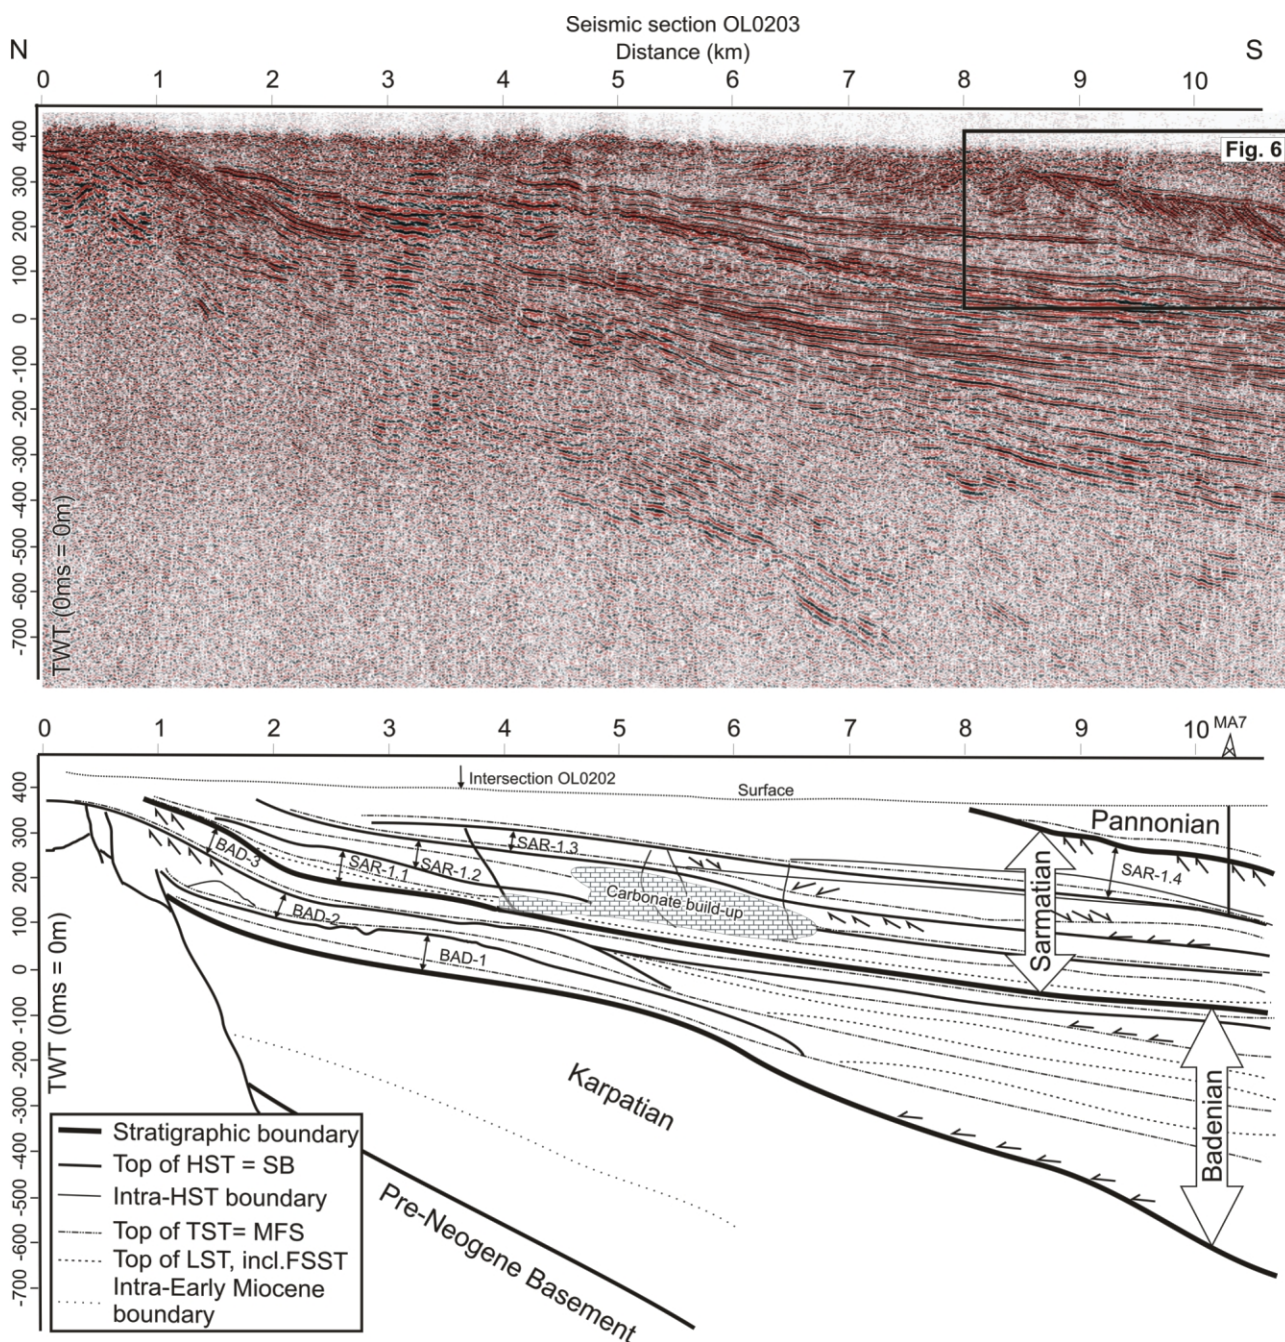 Seismic section OL0203
N
Distance (km)
S
0 1 2 3 4 5 6 7 8 9 10
400
300
200
100
0
-100
-200
-300
-400
-500
-600
-700
TWT (0ms = 0m)
Fig. 6
0 1 2 3 4 5 6 7 8 9 10 MA7
400
300
200
100
0
-100
-200
-300
-400
-500
-600
-700
TWT (0ms = 0m)
Intersection OL0202
Surface
Pannonian
BAD-3
SAR-1.1
SAR-1.2
SAR-1.3
SAR-1.4
Carbonate build-up
BAD-2
BAD-1
Sarmatian
Karpatian
Badenian
Pre-Neogene Basement
Stratigraphic boundary
Top of HST = SB
Intra-HST boundary
Top of TST= MFS
Top of LST, incl.FSST
Intra-Early Miocene
boundary